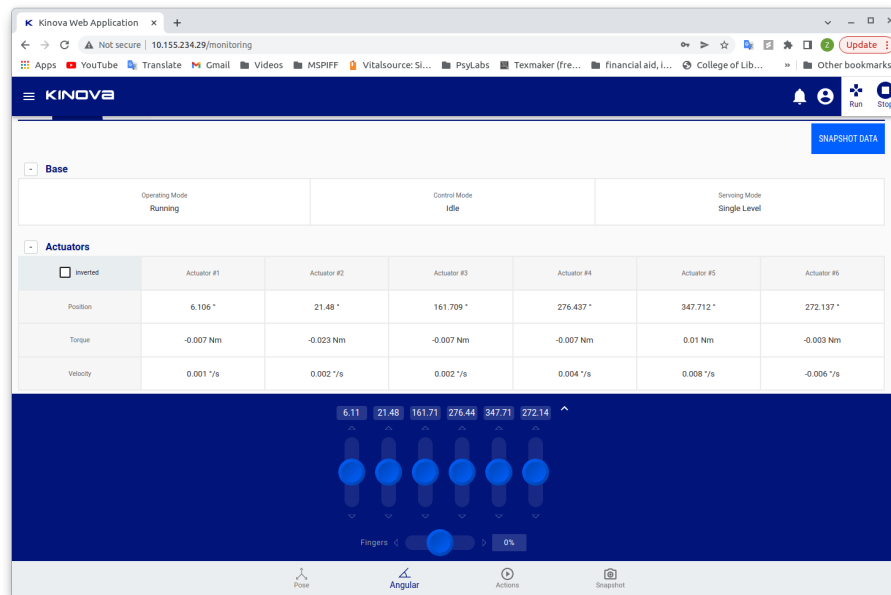 Kinova Web Application
Not secure | 10.155.234.29/monitoring
Update
Apps YouTube Translate Gmail Videos MSPIFF Vitalsource: Si... PsyLabs Texmaker (fre... financial aid, i... College of Lib... » Other bookmarks
KINOVA
Run Stop
SNAPSHOT DATA
Base
Operating Mode Control Mode Servoing Mode
Running Idle Single Level
Actuators
inverted Actuator #1 Actuator #2 Actuator #3 Actuator #4 Actuator #5 Actuator #6
Position 6.106 ° 21.48 ° 161.709 ° 276.437 ° 347.712 ° 272.137 °
Torque -0.007 Nm -0.023 Nm -0.007 Nm -0.007 Nm 0.01 Nm -0.003 Nm
Velocity 0.001 °/s 0.002 °/s 0.002 °/s 0.004 °/s 0.008 °/s -0.006 °/s
6.11 21.48 161.71 276.44 347.71 272.14
Fingers 0%
Pose Angular Actions Snapshot